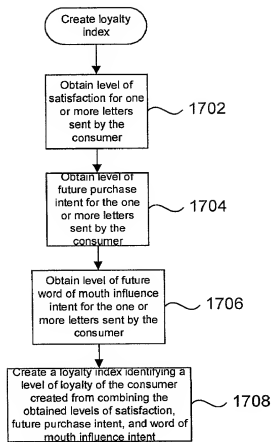 Create loyalty
index
Obtain level of
satisfaction for one
or more letters
sent by the
consumer
1702
Obtain level of
future purchase
intent for the one
or more letters
sent by the
consumer
1704
Obtain level of future
word of mouth influence
intent for the one or
more letters sent by the
consumer
1706
Create a loyalty index identifying a
level of loyalty of the consumer
created from combining the
obtained levels of satisfaction,
future purchase intent, and word of
mouth influence intent
1708